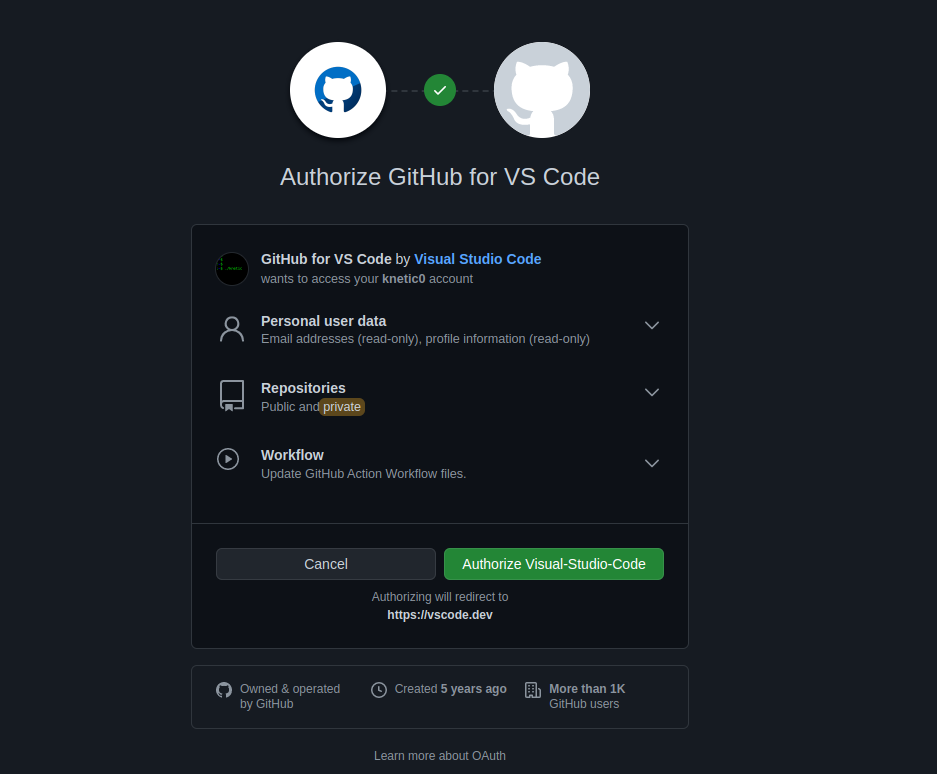 Authorize GitHub for VS Code
GitHub for VS Code by Visual Studio Code
wants to access your knetic0 account
Personal user data
Email addresses (read-only), profile information (read-only)
Repositories
Public and private
Workflow
Update GitHub Action Workflow files.
Cancel
Authorize Visual-Studio-Code
Authorizing will redirect to
https://vscode.dev
Owned & operated
by GitHub
Created 5 years ago
More than 1K
GitHub users
Learn more about OAuth